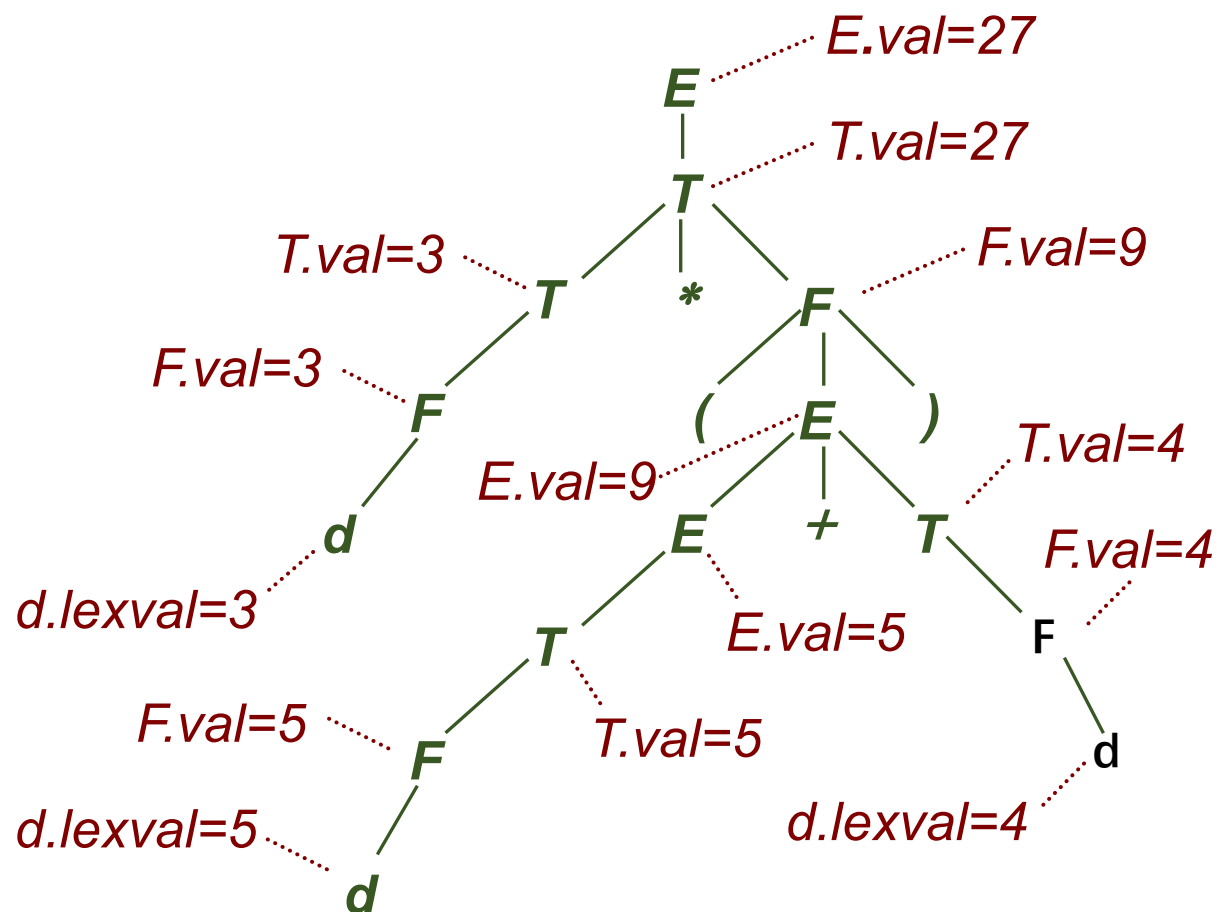 E.val=27
E
T.val=27
T
T.val=3
F.val=9
T * F
F.val=3
F ( E )
T.val=4
E.val=9
d E + T
F.val=4
d.lexval=3
E.val=5
T F
F.val=5
T.val=5
F d
d.lexval=5
d.lexval=4
d